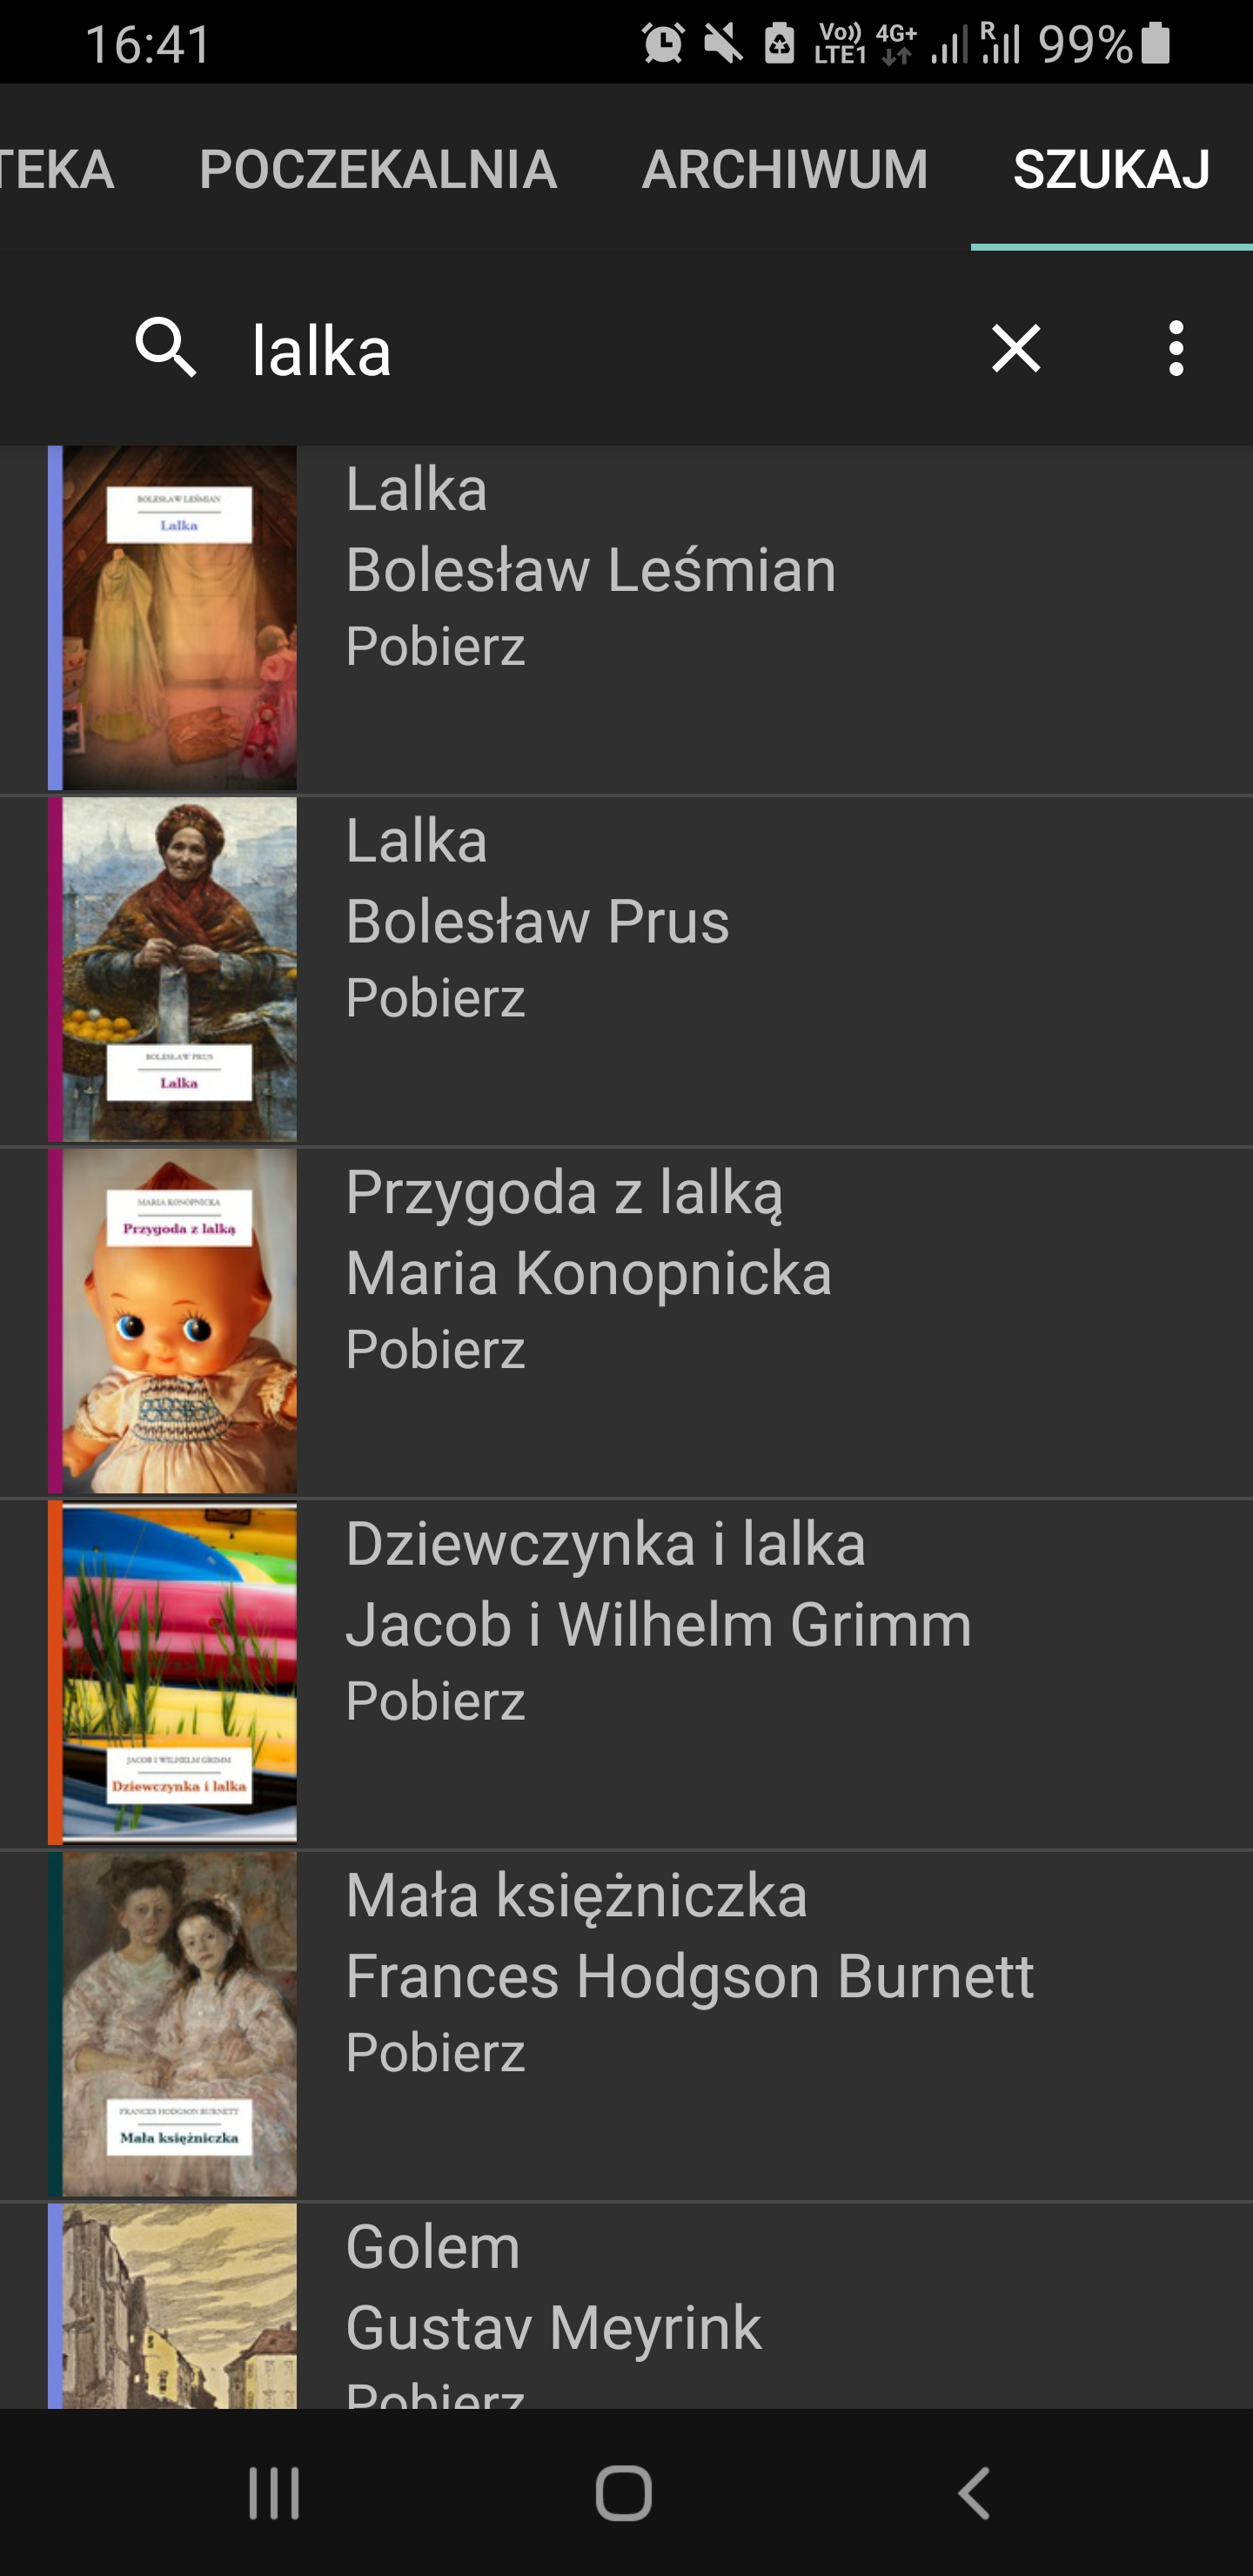 16:41
Vo)) LTE1 4G+ R 99%
TEKA POCZEKALNIA ARCHIWUM SZUKAJ
lalka
BOLESŁAW LEŚMIAN
Lalka
Lalka
Bolesław Leśmian
Pobierz
BOLESŁAW PRUS
Lalka
Lalka
Bolesław Prus
Pobierz
MARIA KONOPNICKA
Przygoda z lalką
Przygoda z lalką
Maria Konopnicka
Pobierz
JACOB I WILHELM GRIMM
Dziewczynka i lalka
Dziewczynka i lalka
Jacob i Wilhelm Grimm
Pobierz
FRANCES HODGSON BURNETT
Mała księżniczka
Mała księżniczka
Frances Hodgson Burnett
Pobierz
Golem
Gustav Meyrink
Pobierz